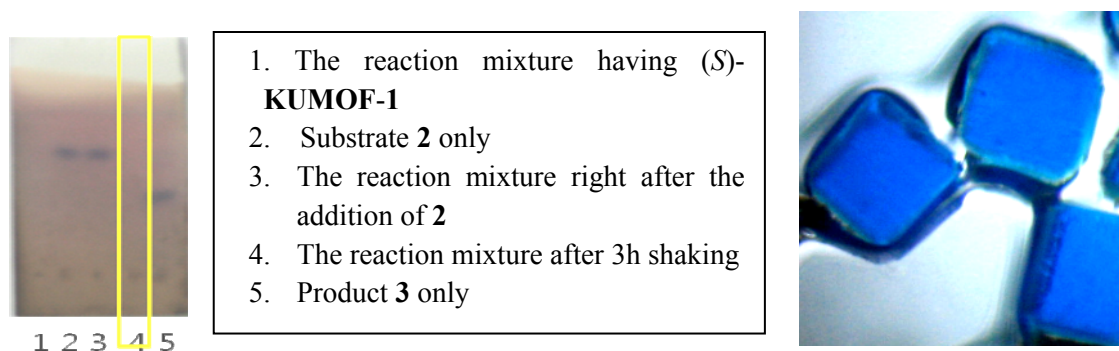 1. The reaction mixture having (S)-
KUMOF-1
2. Substrate 2 only
3. The reaction mixture right after the
addition of 2
4. The reaction mixture after 3h shaking
5. Product 3 only
1 2 3 4 5